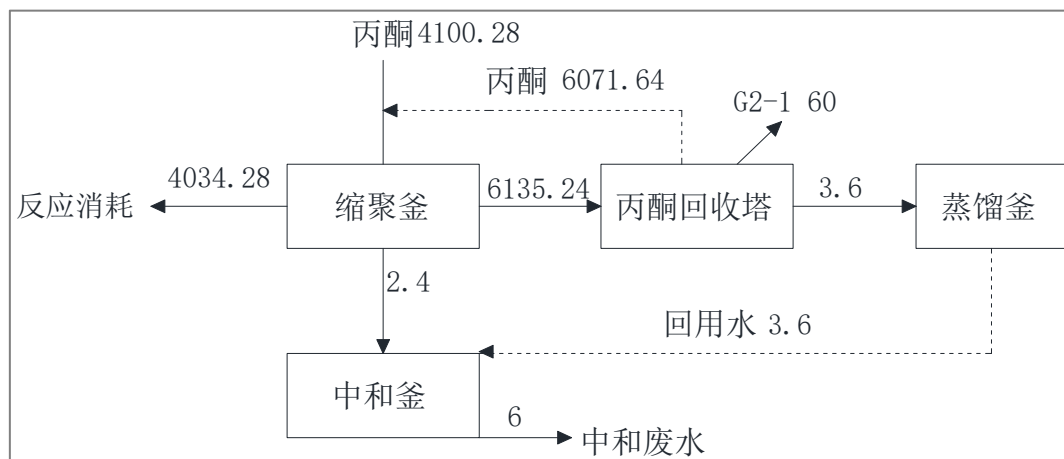 丙酮4100.28
丙酮 6071.64
G2-1 60
4034.28
6135.24
3.6
反应消耗
缩聚釜
丙酮回收塔
蒸馏釜
2.4
回用水 3.6
中和釜
6
中和废水